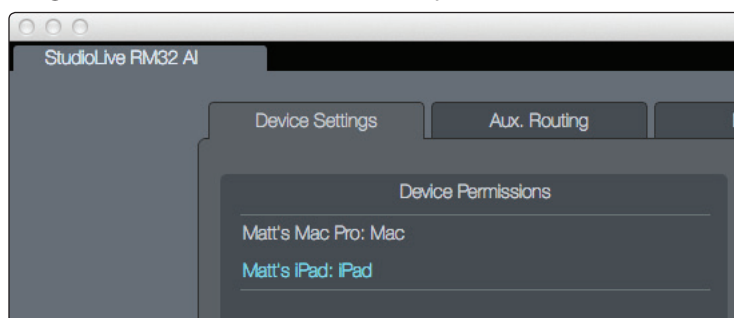 StudioLive RM32 AI
Device Settings
Aux. Routing
Device Permissions
Matt's Mac Pro: Mac
Matt's iPad: iPad